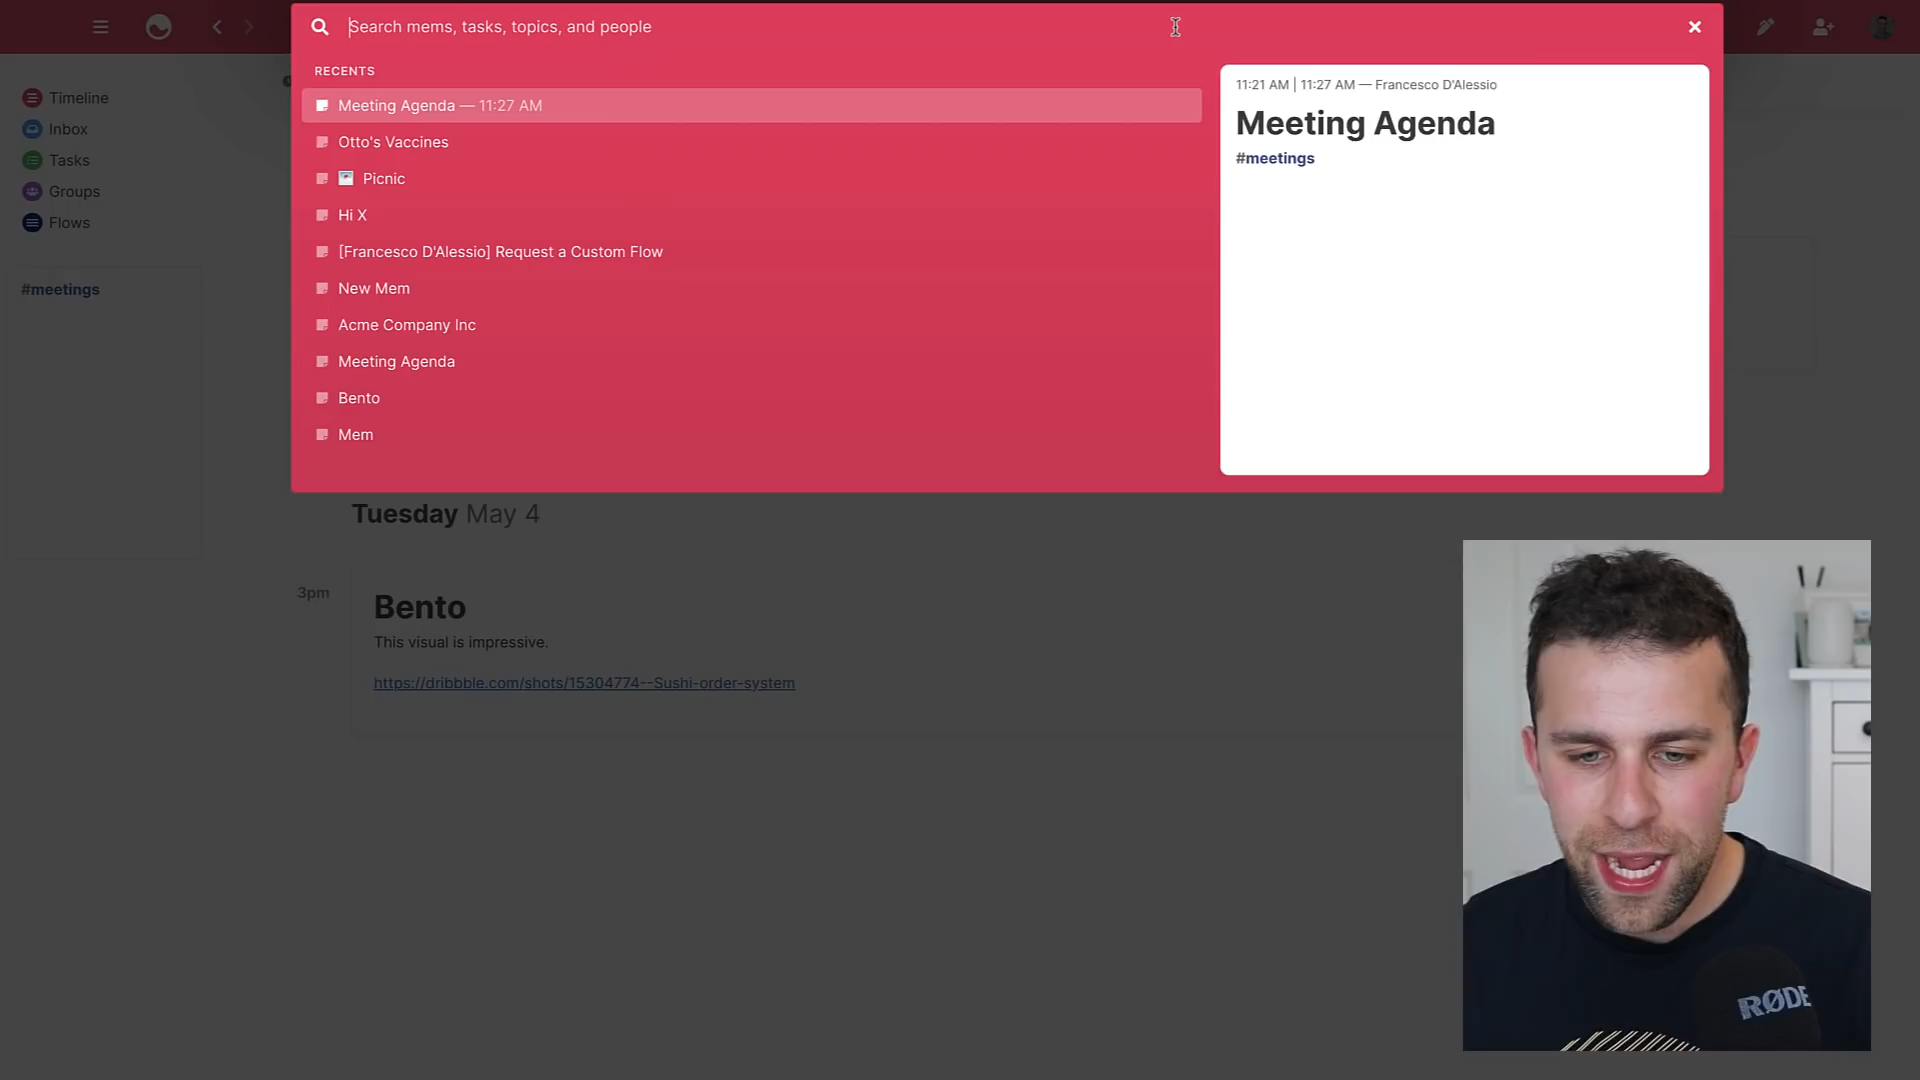 Search mems, tasks, topics, and people
RECENTS
Meeting Agenda — 11:27 AM
Otto's Vaccines
Picnic
Hi X
[Francesco D'Alessio] Request a Custom Flow
New Mem
Acme Company Inc
Meeting Agenda
Bento
Mem
11:21 AM | 11:27 AM — Francesco D'Alessio
Meeting Agenda
#meetings
Timeline
Inbox
Tasks
Groups
Flows
#meetings
Tuesday May 4
3pm
Bento
This visual is impressive.
https://dribbble.com/shots/15304774--Sushi-order-system
RØDE